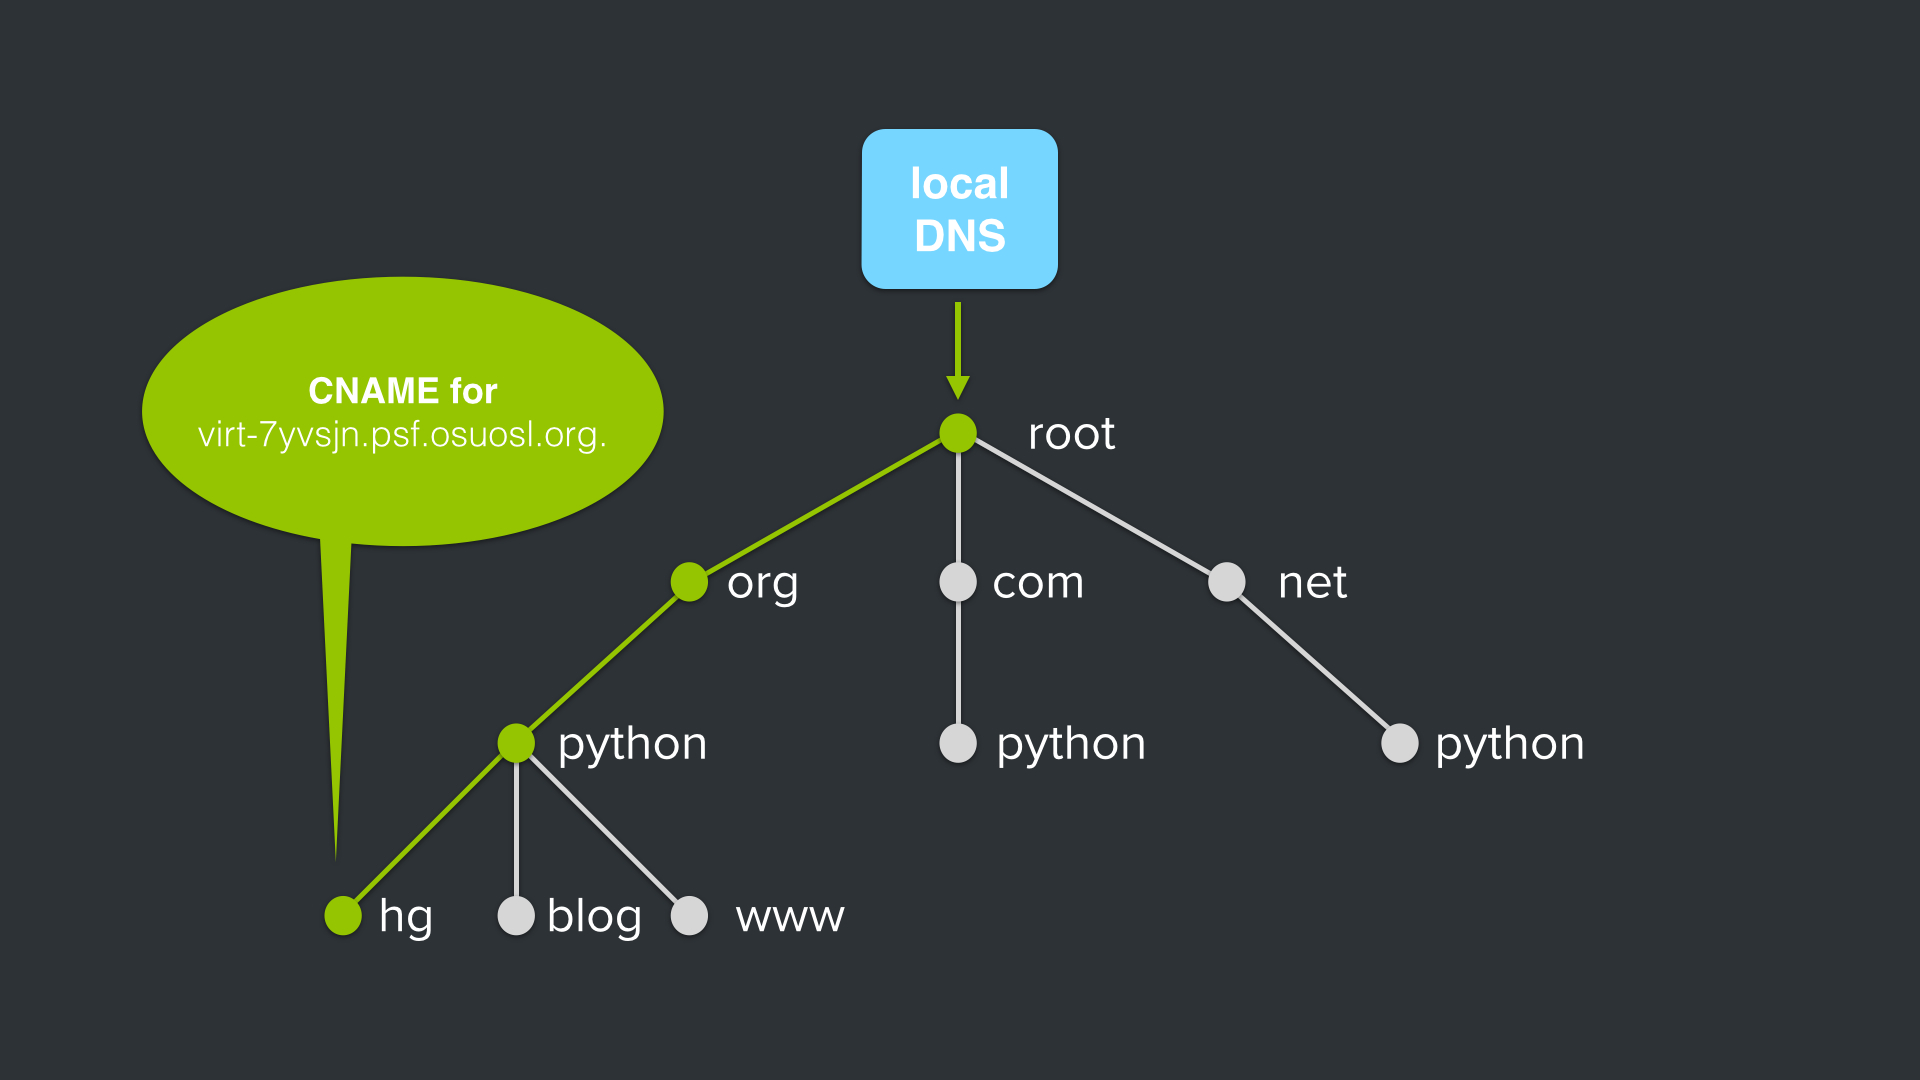 local
DNS
CNAME for
virt-7yvsjn.psf.osuosl.org.
root
org
com
net
python
python
python
hg
blog
www